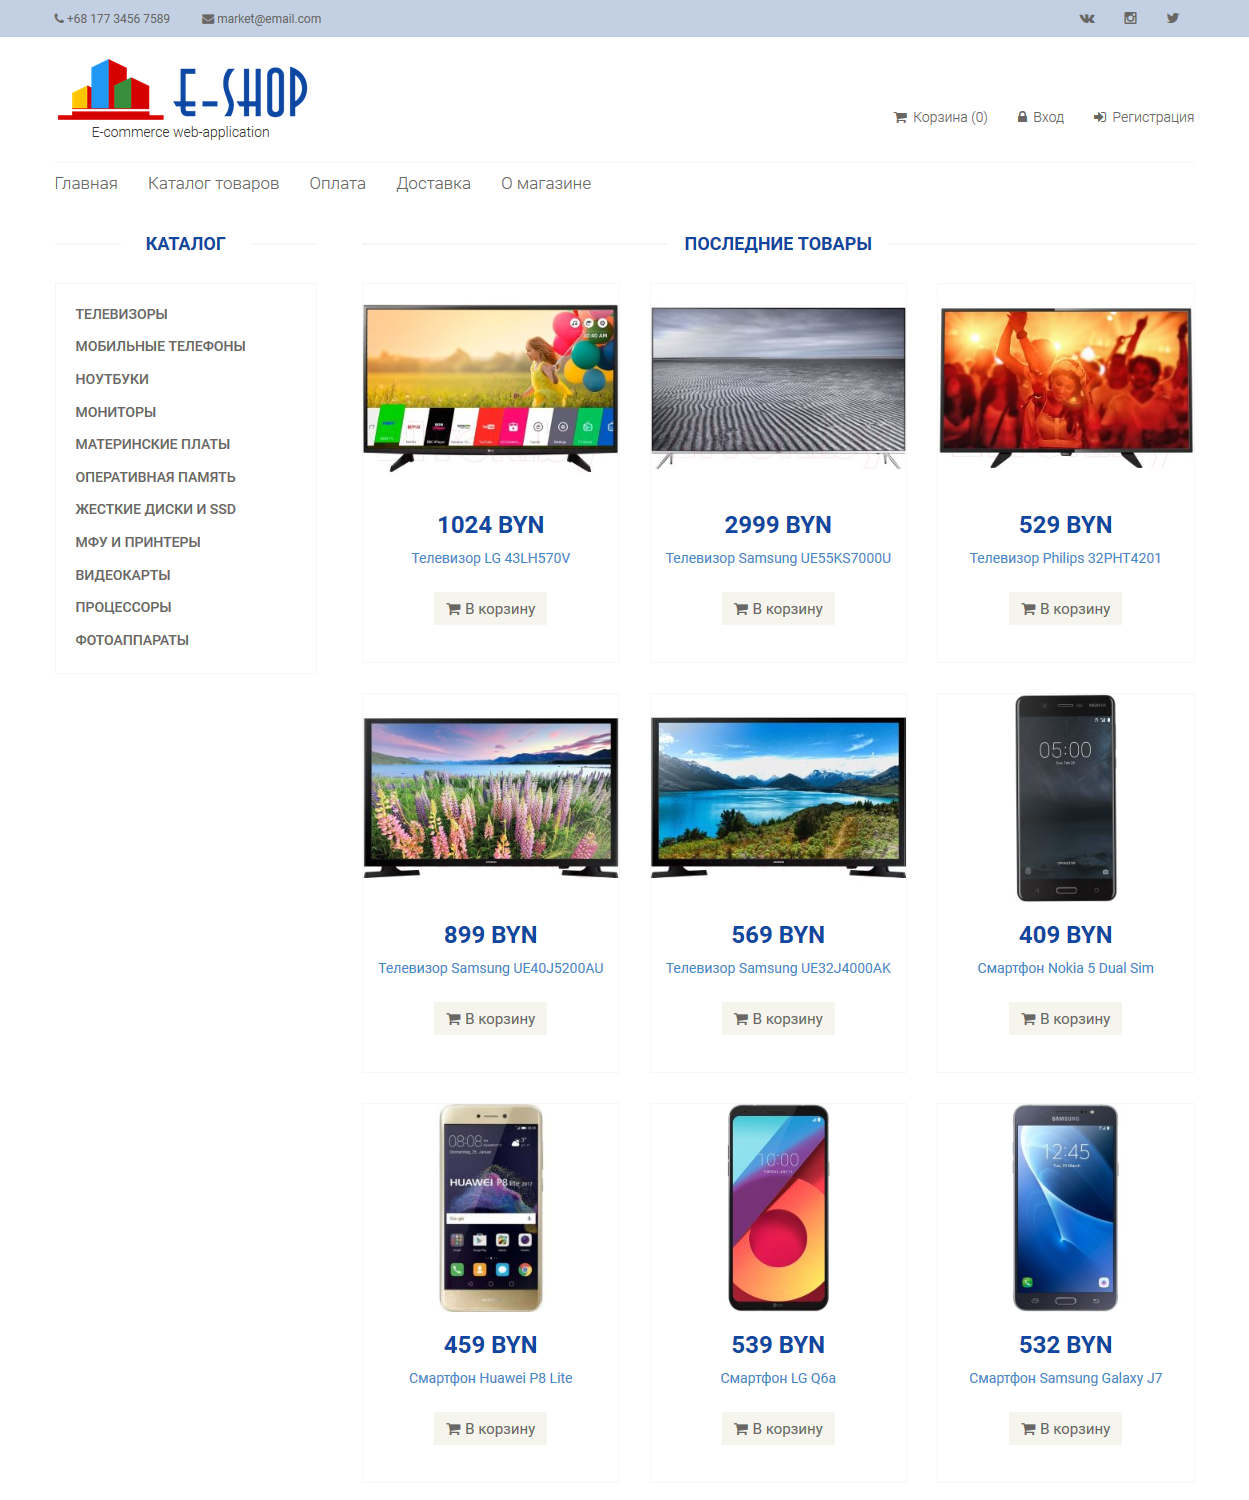 +68 177 3456 7589
market@email.com
E-SHOP
E-commerce web-application
Корзина (0)
Вход
Регистрация
Главная
Каталог товаров
Оплата
Доставка
О магазине
КАТАЛОГ
ТЕЛЕВИЗОРЫ
МОБИЛЬНЫЕ ТЕЛЕФОНЫ
НОУТБУКИ
МОНИТОРЫ
МАТЕРИНСКИЕ ПЛАТЫ
ОПЕРАТИВНАЯ ПАМЯТЬ
ЖЕСТКИЕ ДИСКИ И SSD
МФУ И ПРИНТЕРЫ
ВИДЕОКАРТЫ
ПРОЦЕССОРЫ
ФОТОАППАРАТЫ
ПОСЛЕДНИЕ ТОВАРЫ
1024 BYN
Телевизор LG 43LH570V
В корзину
2999 BYN
Телевизор Samsung UE55KS7000U
В корзину
529 BYN
Телевизор Philips 32PHT4201
В корзину
899 BYN
Телевизор Samsung UE40J5200AU
В корзину
569 BYN
Телевизор Samsung UE32J4000AK
В корзину
NOKIA
05:00
409 BYN
Смартфон Nokia 5 Dual Sim
В корзину
08:08
HUAWEI P8 lite 2017
Google
459 BYN
Смартфон Huawei P8 Lite
В корзину
10:00
539 BYN
Смартфон LG Q6a
В корзину
SAMSUNG
12:45
532 BYN
Смартфон Samsung Galaxy J7
В корзину